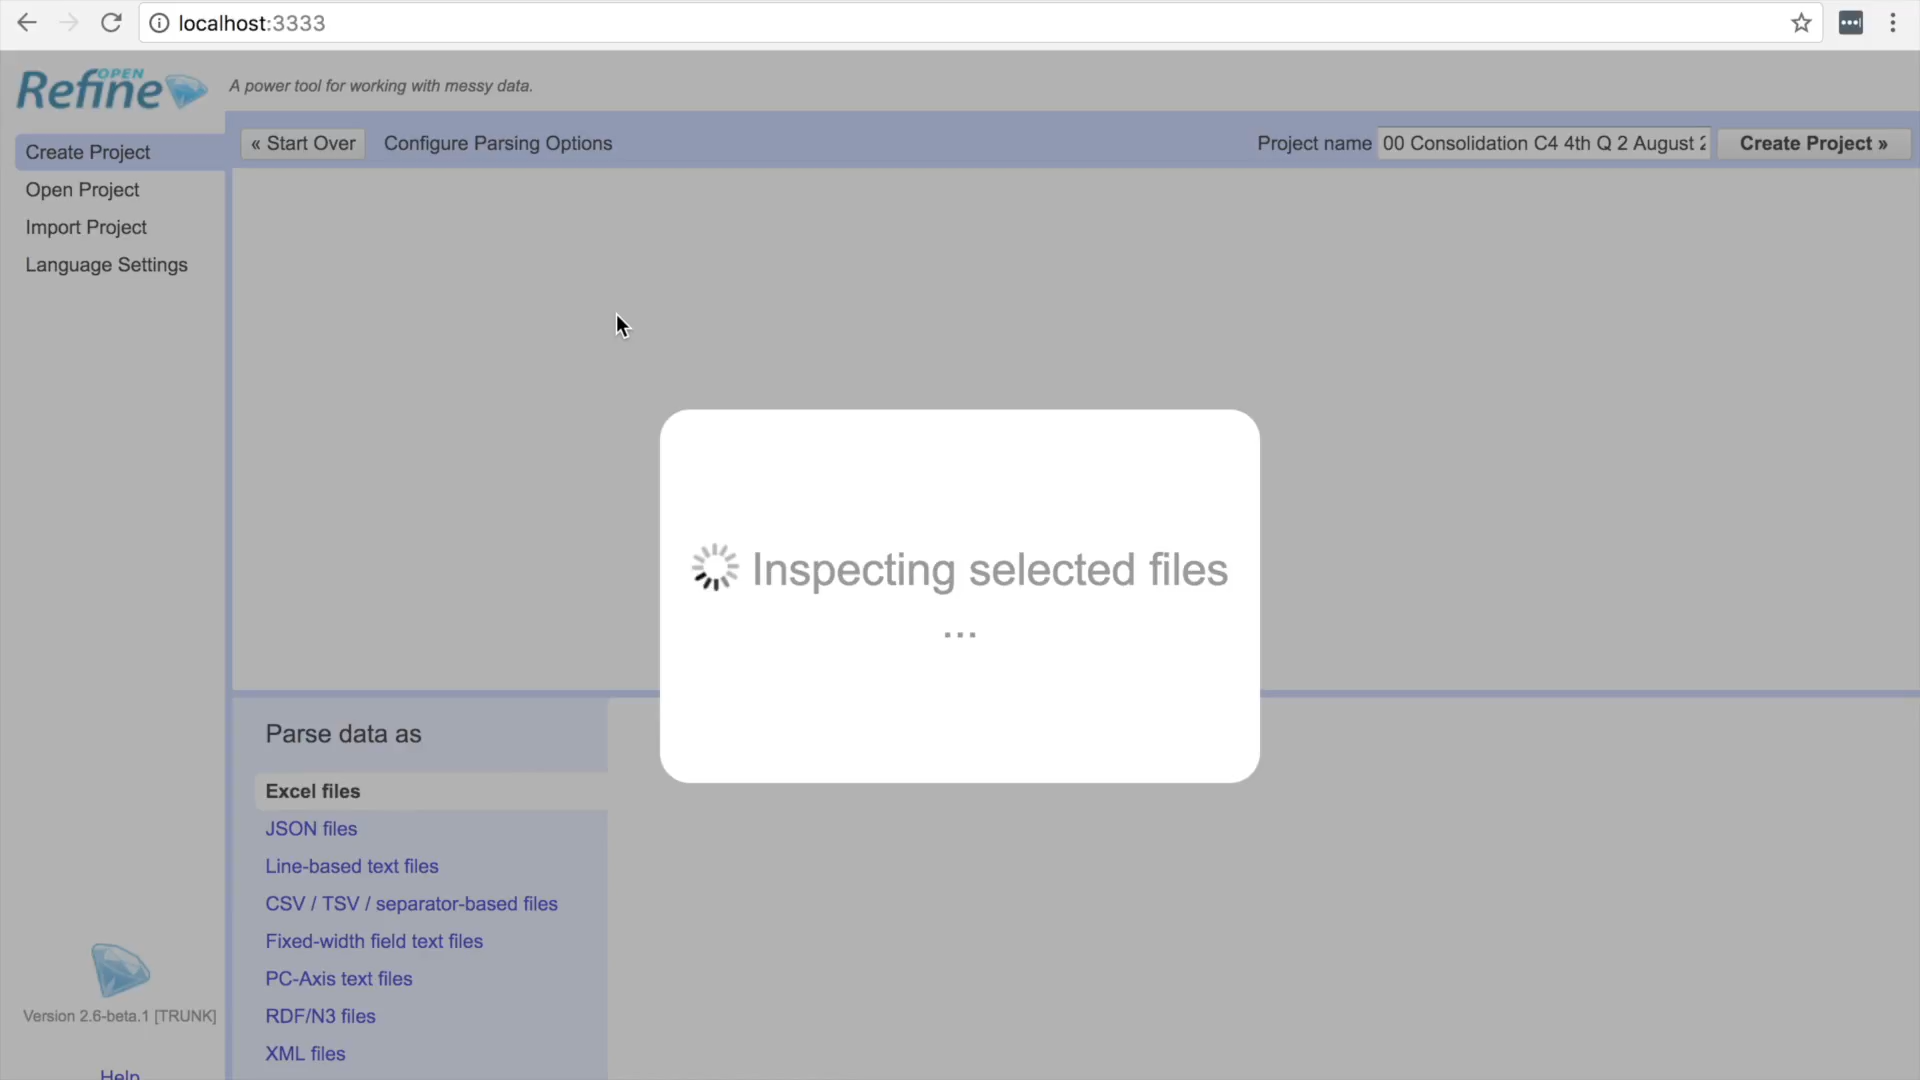 localhost:3333
OPEN
Refine
A power tool for working with messy data.
« Start Over
Configure Parsing Options
Project name
00 Consolidation C4 4th Q 2 August
Create Project »
Create Project
Open Project
Import Project
Language Settings
Inspecting selected files
...
Parse data as
Excel files
JSON files
Line-based text files
CSV / TSV / separator-based files
Fixed-width field text files
PC-Axis text files
RDF/N3 files
XML files
Version 2.6-beta.1 [TRUNK]
Help